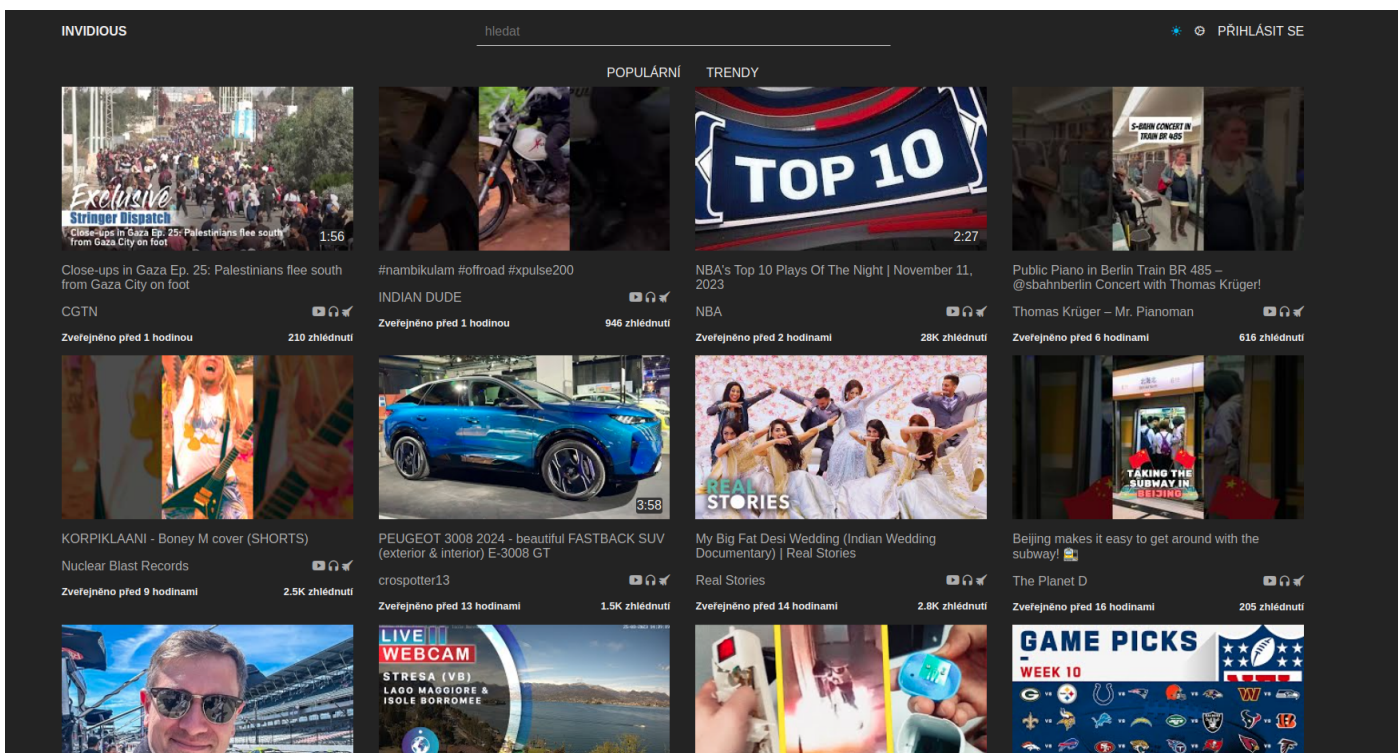 INVIDIOUS
hledat
PŘIHLÁSIT SE
POPULÁRNÍ TRENDY
Exclusive
Stringer Dispatch
Close-ups in Gaza Ep. 25: Palestinians flee south
from Gaza City on foot
1:56
TOP 10
2:27
S-BAHN CONCERT IN
TRAIN BR 485
Close-ups in Gaza Ep. 25: Palestinians flee south
from Gaza City on foot
CGTN
Zveřejněno před 1 hodinou 210 zhlédnutí
#nambikulam #offroad #xpulse200
INDIAN DUDE
Zveřejněno před 1 hodinou 946 zhlédnutí
NBA's Top 10 Plays Of The Night | November 11,
2023
NBA
Zveřejněno před 2 hodinami 28K zhlédnutí
Public Piano in Berlin Train BR 485 –
@sbahnberlin Concert with Thomas Krüger!
Thomas Krüger – Mr. Pianoman
Zveřejněno před 6 hodinami 616 zhlédnutí
3:58
REAL
STORIES
TAKING THE
SUBWAY IN
BEIJING
KORPIKLAANI - Boney M cover (SHORTS)
Nuclear Blast Records
Zveřejněno před 9 hodinami 2.5K zhlédnutí
PEUGEOT 3008 2024 - beautiful FASTBACK SUV
(exterior & interior) E-3008 GT
crospotter13
Zveřejněno před 13 hodinami 1.5K zhlédnutí
My Big Fat Desi Wedding (Indian Wedding
Documentary) | Real Stories
Real Stories
Zveřejněno před 14 hodinami 2.8K zhlédnutí
Beijing makes it easy to get around with the
subway! 🚉
The Planet D
Zveřejněno před 16 hodinami 205 zhlédnutí
LIVE
WEBCAM
STRESA (VB)
LAGO MAGGIORE &
ISOLE BORROMEE
GAME PICKS
WEEK 10